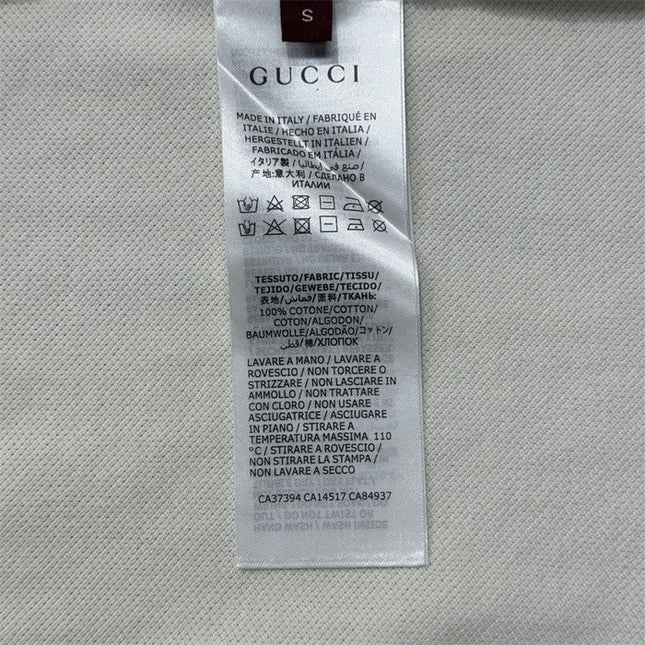 S
GUCCI
MADE IN ITALY / FABRIQUÉ EN
ITALIE / HECHO EN ITALIA /
HERGESTELLT IN ITALIEN /
FABRICADO EM ITÁLIA /
イタリア製 / صنع في إيطاليا /
产地:意大利 / СДЕЛАНО В
ИТАЛИИ
TESSUTO/FABRIC/TISSU/
TEJIDO/GEWEBE/TECIDO/
表地/قماش/面料/ТКАНЬ:
100% COTONE/COTTON/
COTON/ALGODON/
BAUMWOLLE/ALGODÃO/コットン/
قطن/棉/ХЛОПОК
LAVARE A MANO / LAVARE A
ROVESCIO / NON TORCERE O
STRIZZARE / NON LASCIARE IN
AMMOLLO / NON TRATTARE
CON CLORO / NON USARE
ASCIUGATRICE / ASCIUGARE
IN PIANO / STIRARE A
TEMPERATURA MASSIMA 110
°C / STIRARE A ROVESCIO /
NON STIRARE LA STAMPA /
NON LAVARE A SECCO
CA37394 CA14517 CA84937